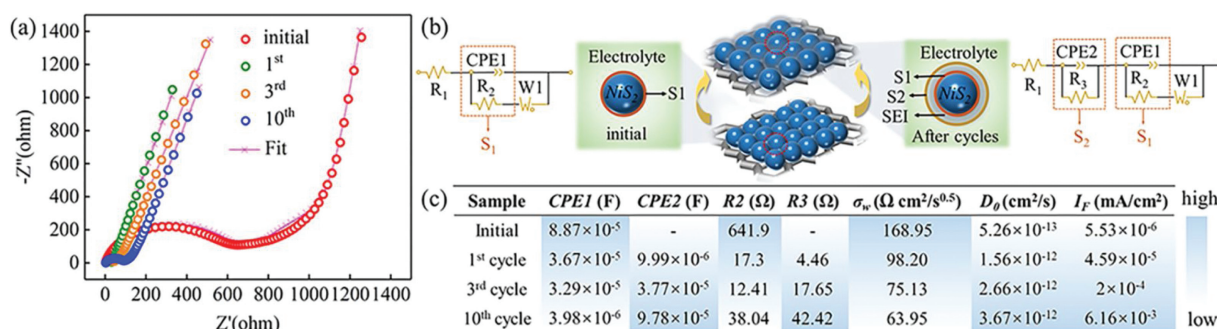 (a)
1400
1200
1000
800
600
400
200
0
0 200 400 600 800 1000 1200 1400
-Z''(ohm)
Z'(ohm)
initial
1st
3rd
10th
Fit
(b)
R1
CPE1
R2
W1
S1
Electrolyte
NiS2
S1
initial
Electrolyte
S1
S2
NiS2
SEI
After cycles
R1
CPE2
R3
S2
CPE1
R2
W1
S1
(c)
Sample CPE1 (F) CPE2 (F) R2 (Ω) R3 (Ω) σw (Ω cm²/s⁰·⁵) D0 (cm²/s) IF (mA/cm²)
Initial 8.87×10⁻⁵ - 641.9 - 168.95 5.26×10⁻¹³ 5.53×10⁻⁶
1st cycle 3.67×10⁻⁵ 9.99×10⁻⁶ 17.3 4.46 98.20 1.56×10⁻¹² 4.59×10⁻⁵
3rd cycle 3.29×10⁻⁵ 3.77×10⁻⁵ 12.41 17.65 75.13 2.66×10⁻¹² 2×10⁻⁴
10th cycle 3.98×10⁻⁶ 9.78×10⁻⁵ 38.04 42.42 63.95 3.67×10⁻¹² 6.16×10⁻³
high
low